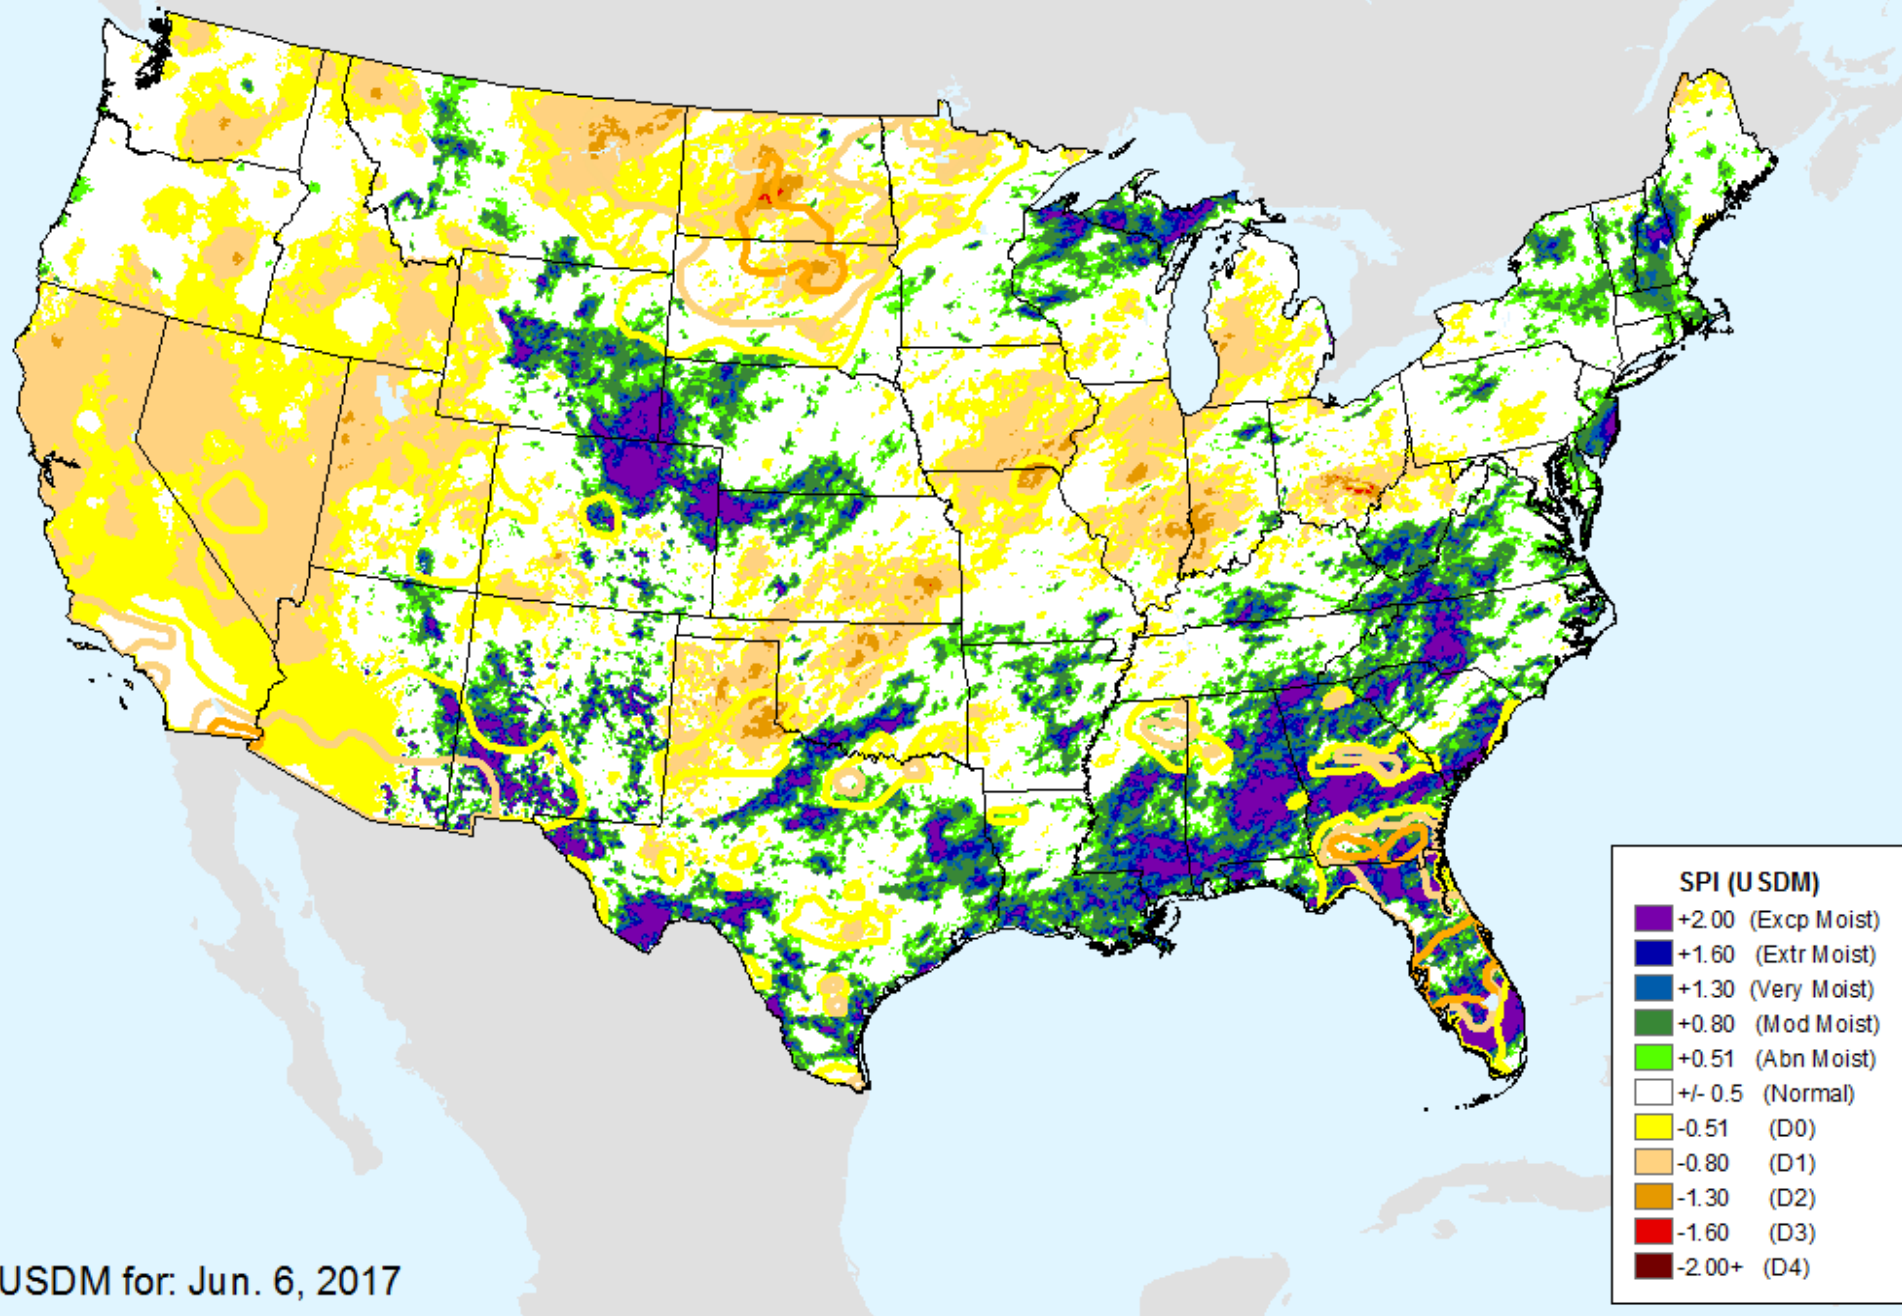 SPI (USDM)
+2.00 (Excp Moist)
+1.60 (Extr Moist)
+1.30 (Very Moist)
+0.80 (Mod Moist)
+0.51 (Abn Moist)
+/- 0.5 (Normal)
-0.51 (D0)
-0.80 (D1)
-1.30 (D2)
-1.60 (D3)
-2.00+ (D4)
USDM for: Jun. 6, 2017